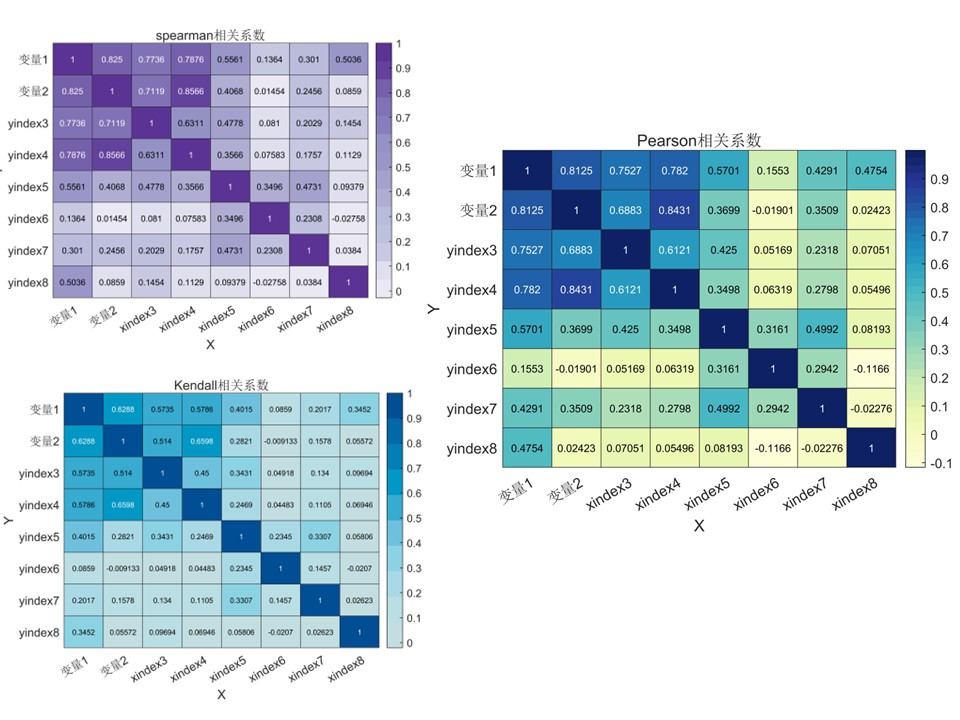 spearman相关系数
变量1 1 0.825 0.7736 0.7876 0.5561 0.1364 0.301 0.5036
变量2 0.825 1 0.7119 0.8566 0.4068 0.01454 0.2456 0.0859
yindex3 0.7736 0.7119 1 0.6311 0.4778 0.081 0.2029 0.1454
yindex4 0.7876 0.8566 0.6311 1 0.3566 0.07583 0.1757 0.1129
yindex5 0.5561 0.4068 0.4778 0.3566 1 0.3496 0.4731 0.09379
yindex6 0.1364 0.01454 0.081 0.07583 0.3496 1 0.2308 -0.02758
yindex7 0.301 0.2456 0.2029 0.1757 0.4731 0.2308 1 0.0384
yindex8 0.5036 0.0859 0.1454 0.1129 0.09379 -0.02758 0.0384 1
变量1 变量2 xindex3 xindex4 xindex5 xindex6 xindex7 xindex8
X
1
0.9
0.8
0.7
0.6
0.5
0.4
0.3
0.2
0.1
0
Pearson相关系数
变量1 1 0.8125 0.7527 0.782 0.5701 0.1553 0.4291 0.4754
变量2 0.8125 1 0.6883 0.8431 0.3699 -0.01901 0.3509 0.02423
yindex3 0.7527 0.6883 1 0.6121 0.425 0.05169 0.2318 0.07051
yindex4 0.782 0.8431 0.6121 1 0.3498 0.06319 0.2798 0.05496
yindex5 0.5701 0.3699 0.425 0.3498 1 0.3161 0.4992 0.08193
yindex6 0.1553 -0.01901 0.05169 0.06319 0.3161 1 0.2942 -0.1166
yindex7 0.4291 0.3509 0.2318 0.2798 0.4992 0.2942 1 -0.02276
yindex8 0.4754 0.02423 0.07051 0.05496 0.08193 -0.1166 -0.02276 1
变量1 变量2 xindex3 xindex4 xindex5 xindex6 xindex7 xindex8
X
Y
0.9
0.8
0.7
0.6
0.5
0.4
0.3
0.2
0.1
0
-0.1
Kendall相关系数
变量1 1 0.6288 0.5735 0.5786 0.4015 0.0859 0.2017 0.3452
变量2 0.6288 1 0.514 0.6598 0.2821 -0.009133 0.1578 0.05572
yindex3 0.5735 0.514 1 0.45 0.3431 0.04918 0.134 0.09694
yindex4 0.5786 0.6598 0.45 1 0.2469 0.04483 0.1105 0.06946
yindex5 0.4015 0.2821 0.3431 0.2469 1 0.2345 0.3307 0.05806
yindex6 0.0859 -0.009133 0.04918 0.04483 0.2345 1 0.1457 -0.0207
yindex7 0.2017 0.1578 0.134 0.1105 0.3307 0.1457 1 0.02623
yindex8 0.3452 0.05572 0.09694 0.06946 0.05806 -0.0207 0.02623 1
变量1 变量2 xindex3 xindex4 xindex5 xindex6 xindex7 xindex8
X
Y
1
0.9
0.8
0.7
0.6
0.5
0.4
0.3
0.2
0.1
0